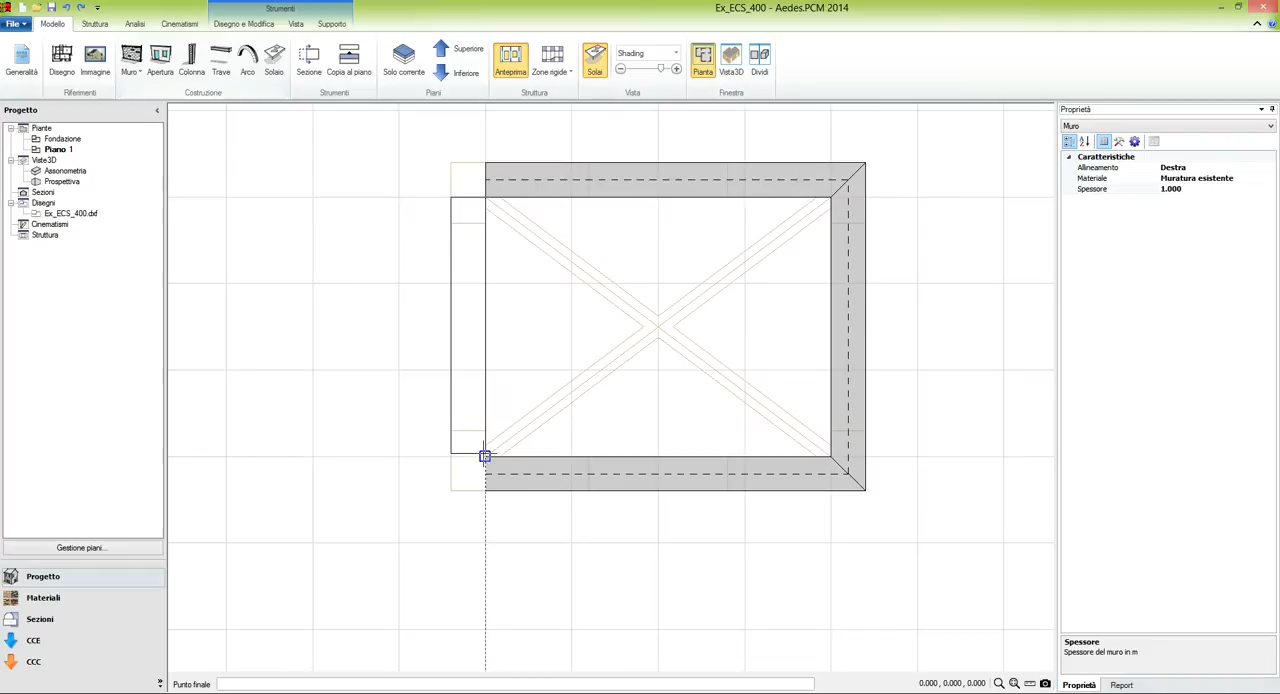 Ex_ECS_400 - Aedes.PCM 2014
Strumenti
File
Modello
Struttura
Analisi
Cinematismi
Disegno e Modifica
Vista
Supporto
Generalità
Disegno
Immagine
Muro
Apertura
Colonna
Trave
Arco
Solaio
Sezione
Copia al piano
Solo corrente
Superiore
Inferiore
Anteprima
Zone rigide
Solai
Shading
Pianta
Vista3D
Dividi
Riferimenti
Costruzione
Strumenti
Piani
Struttura
Vista
Finestra
Progetto
Piante
Fondazione
Piano 1
Viste3D
Assonometria
Prospettiva
Sezioni
Disegni
Ex_ECS_400.dxf
Cinematismi
Struttura
Gestione piani...
Progetto
Materiali
Sezioni
CCE
CCC
Punto finale
0.000 , 0.000 , 0.000
Proprietà
Muro
Caratteristiche
Allineamento Destra
Materiale Muratura esistente
Spessore 1.000
Spessore
Spessore del muro in m
Proprietà
Report